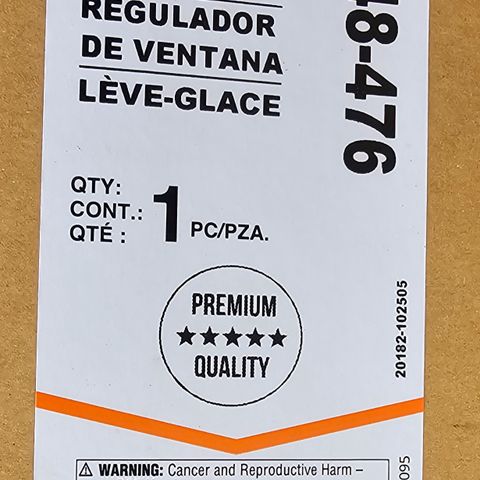 REGULADOR
DE VENTANA
LÈVE-GLACE
48-476
QTY:
CONT.: 1 PC/PZA.
QTÉ :
PREMIUM
★★★★★
QUALITY
20182-102505
⚠ WARNING: Cancer and Reproductive Harm –
095